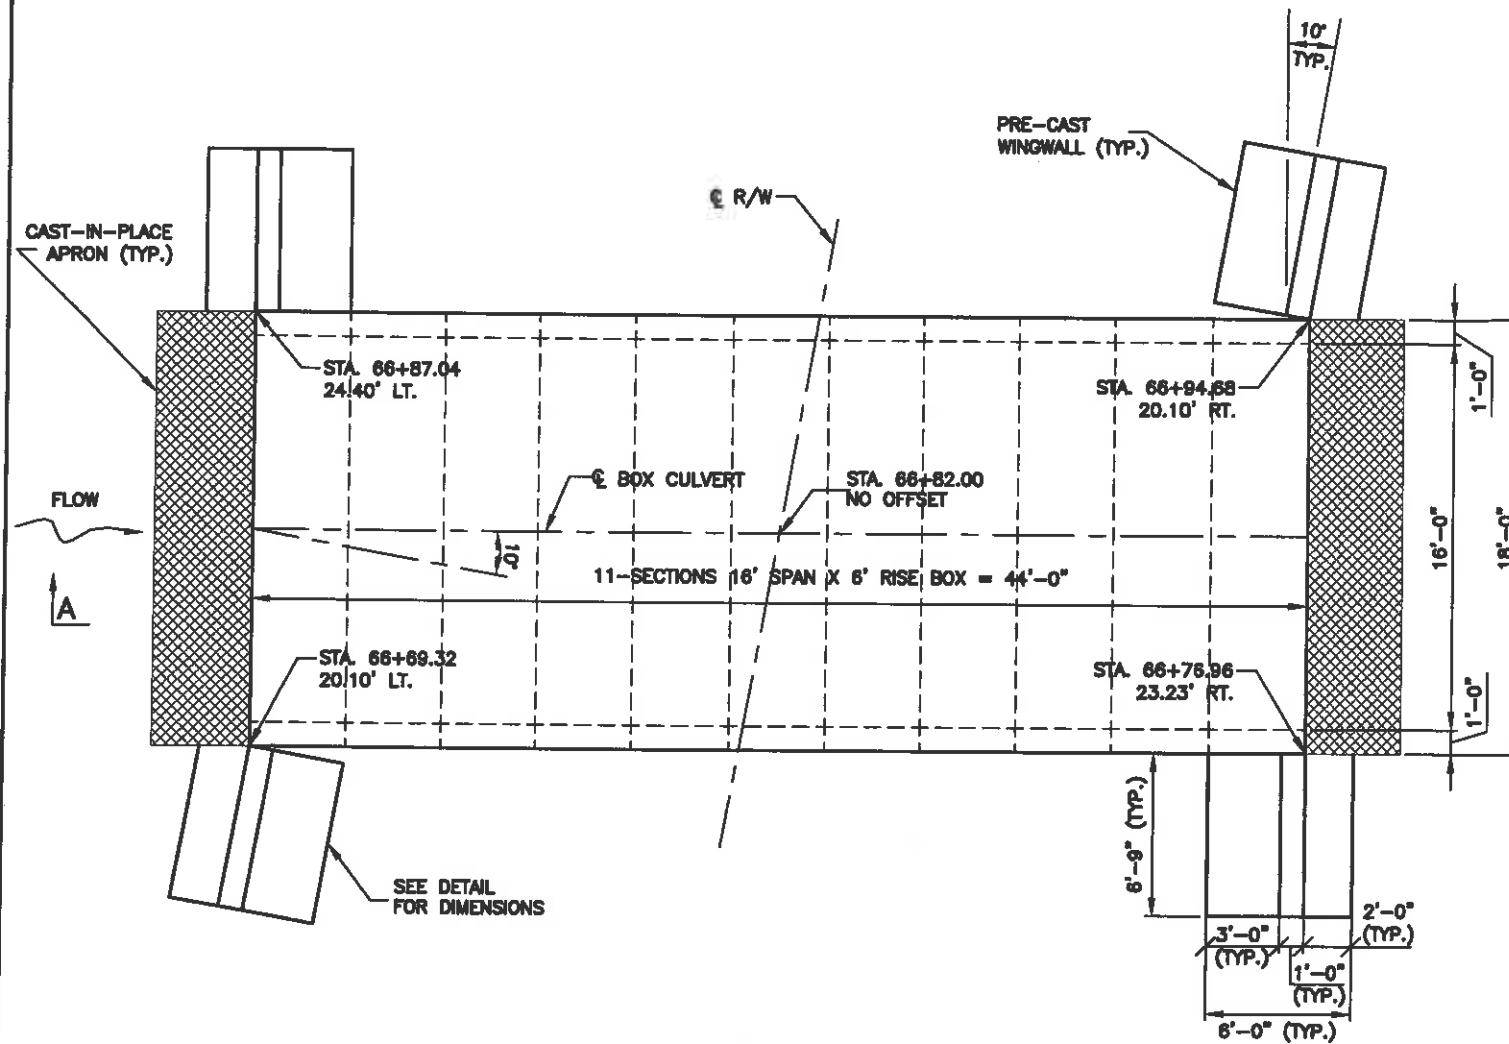 10°
TYP.
PRE-CAST
WINGWALL (TYP.)
℄ R/W
CAST-IN-PLACE
APRON (TYP.)
STA. 66+87.04
24.40' LT.
STA. 66+94.68
20.10' RT.
1'-0"
FLOW
℄ BOX CULVERT
STA. 66+82.00
NO OFFSET
10°
16'-0"
18'-0"
11-SECTIONS 16' SPAN X 6' RISE BOX = 44'-0"
A
STA. 66+69.32
20.10' LT.
STA. 66+76.96
23.23' RT.
1'-0"
6'-9" (TYP.)
SEE DETAIL
FOR DIMENSIONS
2'-0"
(TYP.)
3'-0"
(TYP.)
1'-0"
(TYP.)
6'-0" (TYP.)